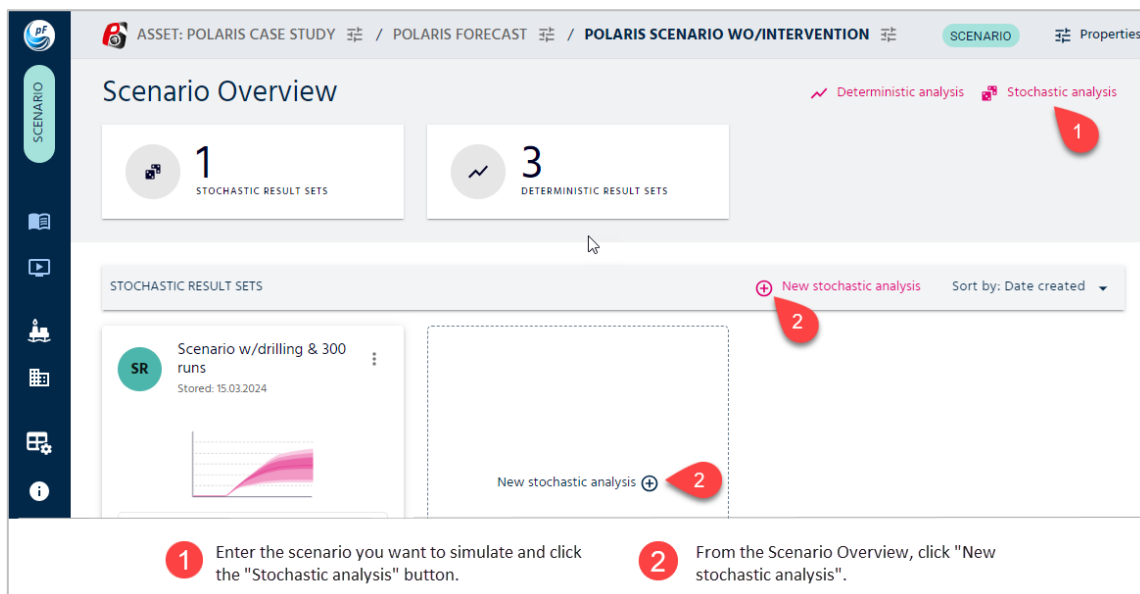 pF
ASSET: POLARIS CASE STUDY / POLARIS FORECAST / POLARIS SCENARIO WO/INTERVENTION SCENARIO Properties
SCENARIO
Scenario Overview
Deterministic analysis Stochastic analysis
1
1
STOCHASTIC RESULT SETS
3
DETERMINISTIC RESULT SETS
STOCHASTIC RESULT SETS New stochastic analysis Sort by: Date created
2
SR
Scenario w/drilling & 300
runs
Stored: 15.03.2024
New stochastic analysis
2
1
Enter the scenario you want to simulate and click
the "Stochastic analysis" button.
2
From the Scenario Overview, click "New
stochastic analysis".